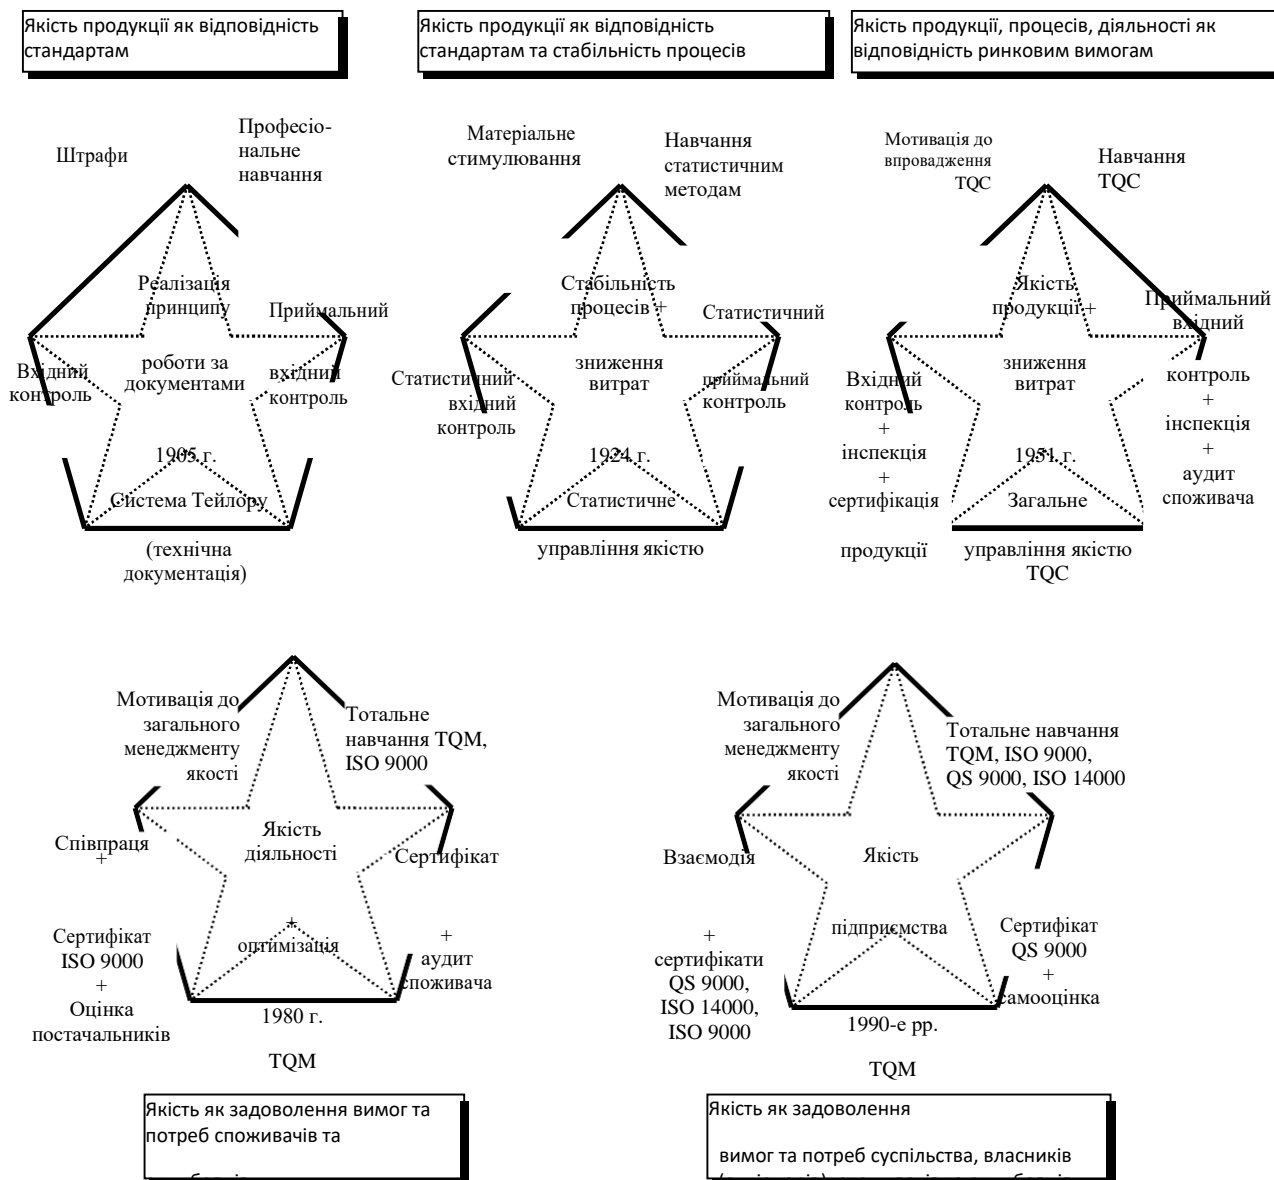 Якість продукції як відповідність
стандартам
Якість продукції як відповідність
стандартам та стабільність процесів
Якість продукції, процесів, діяльності як
відповідність ринковим вимогам
Штрафи
Професіо-
нальне
навчання
Реалізація
принципу
роботи за
документами
Вхідний
контроль
Приймальний
вхідний
контроль
1905 г.
Система Тейлору
(технічна
документація)
Матеріальне
стимулювання
Навчання
статистичним
методам
Стабільність
процесів +
зниження
витрат
Статистичний
вхідний
контроль
Статистичний
приймальний
контроль
1924 г.
Статистичне
управління якістю
Мотивація до
впровадження
TQC
Навчання
TQC
Якість
продукції +
зниження
витрат
Вхідний
контроль
+
інспекція
+
сертифікація
продукції
Приймальний
вхідний
контроль
+
інспекція
+
аудит
споживача
1951 г.
Загальне
управління якістю
TQC
Мотивація до
загального
менеджменту
якості
Тотальне
навчання TQM,
ISO 9000
Якість
діяльності
+
оптимізація
Співпраця
+
Сертифікат
ISO 9000
+
Оцінка
постачальників
Сертифікат
+
аудит
споживача
1980 г.
TQM
Якість як задоволення вимог та
потреб споживачів та
Мотивація до
загального
менеджменту
якості
Тотальне навчання
TQM, ISO 9000,
QS 9000, ISO 14000
Якість
підприємства
Взаємодія
+
сертифікати
QS 9000,
ISO 14000,
ISO 9000
Сертифікат
QS 9000
+
самооцінка
1990-е рр.
TQM
Якість як задоволення
вимог та потреб суспільства, власників